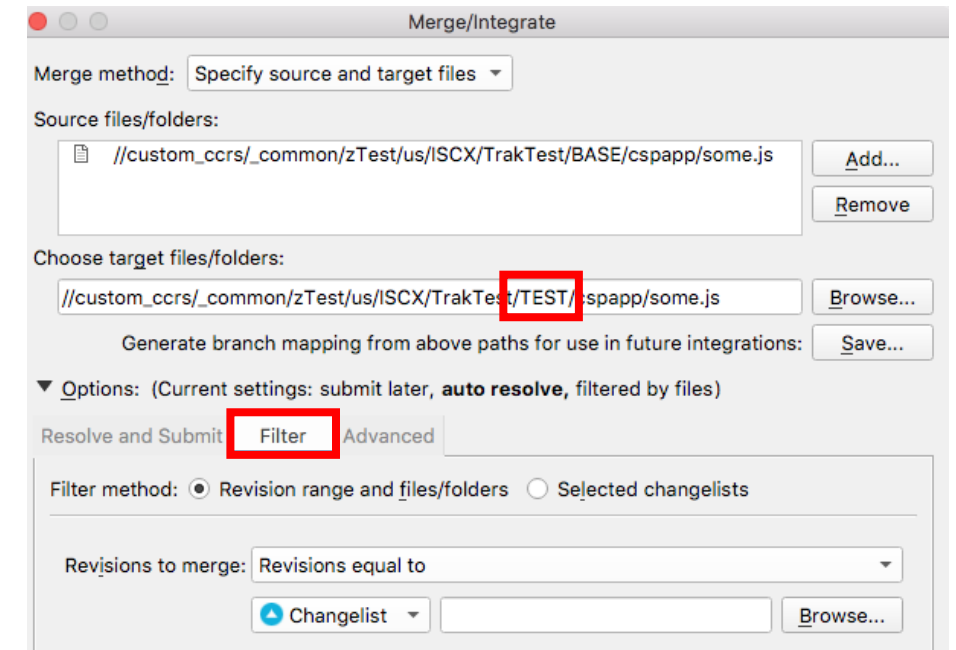 Merge/Integrate
Merge method: Specify source and target files
Source files/folders:
//custom_ccrs/_common/zTest/us/ISCX/TrakTest/BASE/cspapp/some.js
Add...
Remove
Choose target files/folders:
//custom_ccrs/_common/zTest/us/ISCX/TrakTest/TEST/cspapp/some.js
Browse...
Generate branch mapping from above paths for use in future integrations: Save...
Options: (Current settings: submit later, auto resolve, filtered by files)
Resolve and Submit Filter Advanced
Filter method: Revision range and files/folders Selected changelists
Revisions to merge: Revisions equal to
Changelist Browse...